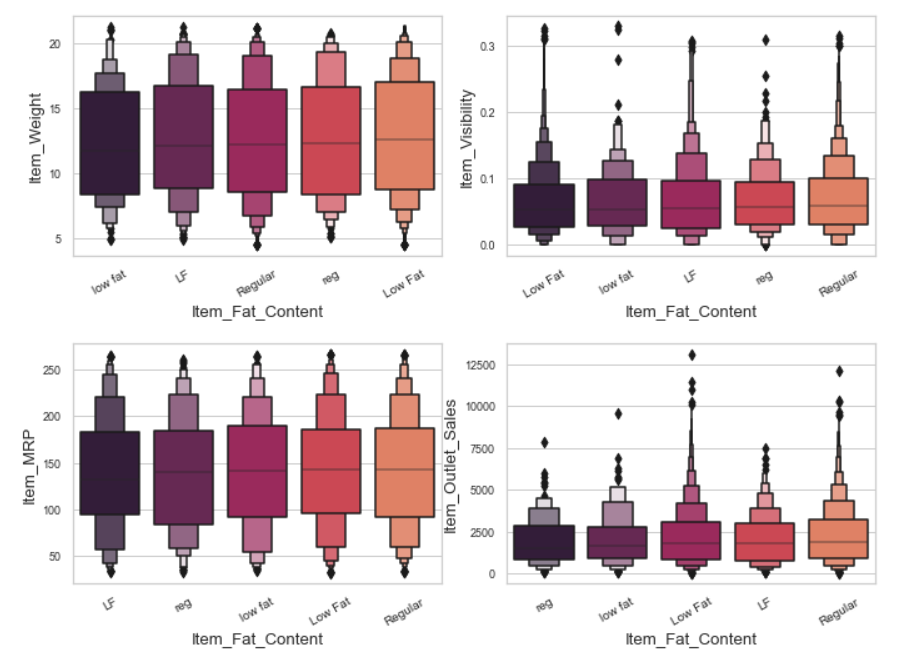 Item_Weight
20
15
10
5
low fat LF Regular reg Low Fat
Item_Fat_Content
Item_Visibility
0.3
0.2
0.1
0.0
Low Fat low fat LF reg Regular
Item_Fat_Content
Item_MRP
250
200
150
100
50
LF reg low fat Low Fat Regular
Item_Fat_Content
Item_Outlet_Sales
12500
10000
7500
5000
2500
0
reg low fat Low Fat LF Regular
Item_Fat_Content